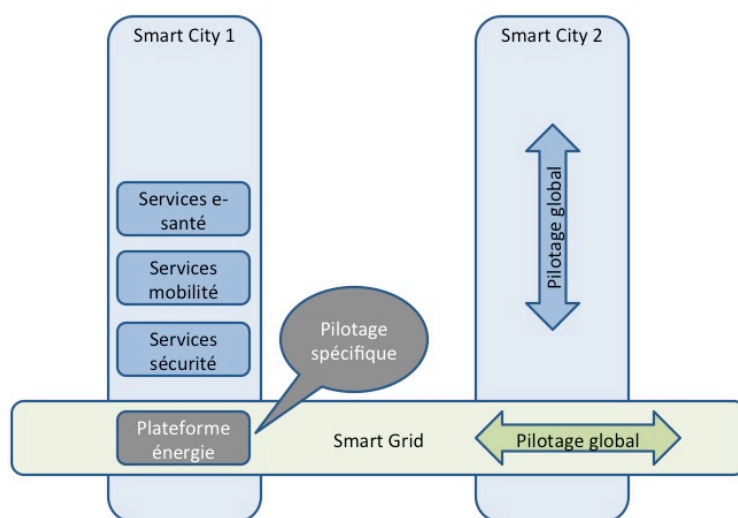 Smart City 1
Smart City 2
Services e-
santé
Services
mobilité
Services
sécurité
Pilotage global
Pilotage
spécifique
Plateforme
énergie
Smart Grid
Pilotage global